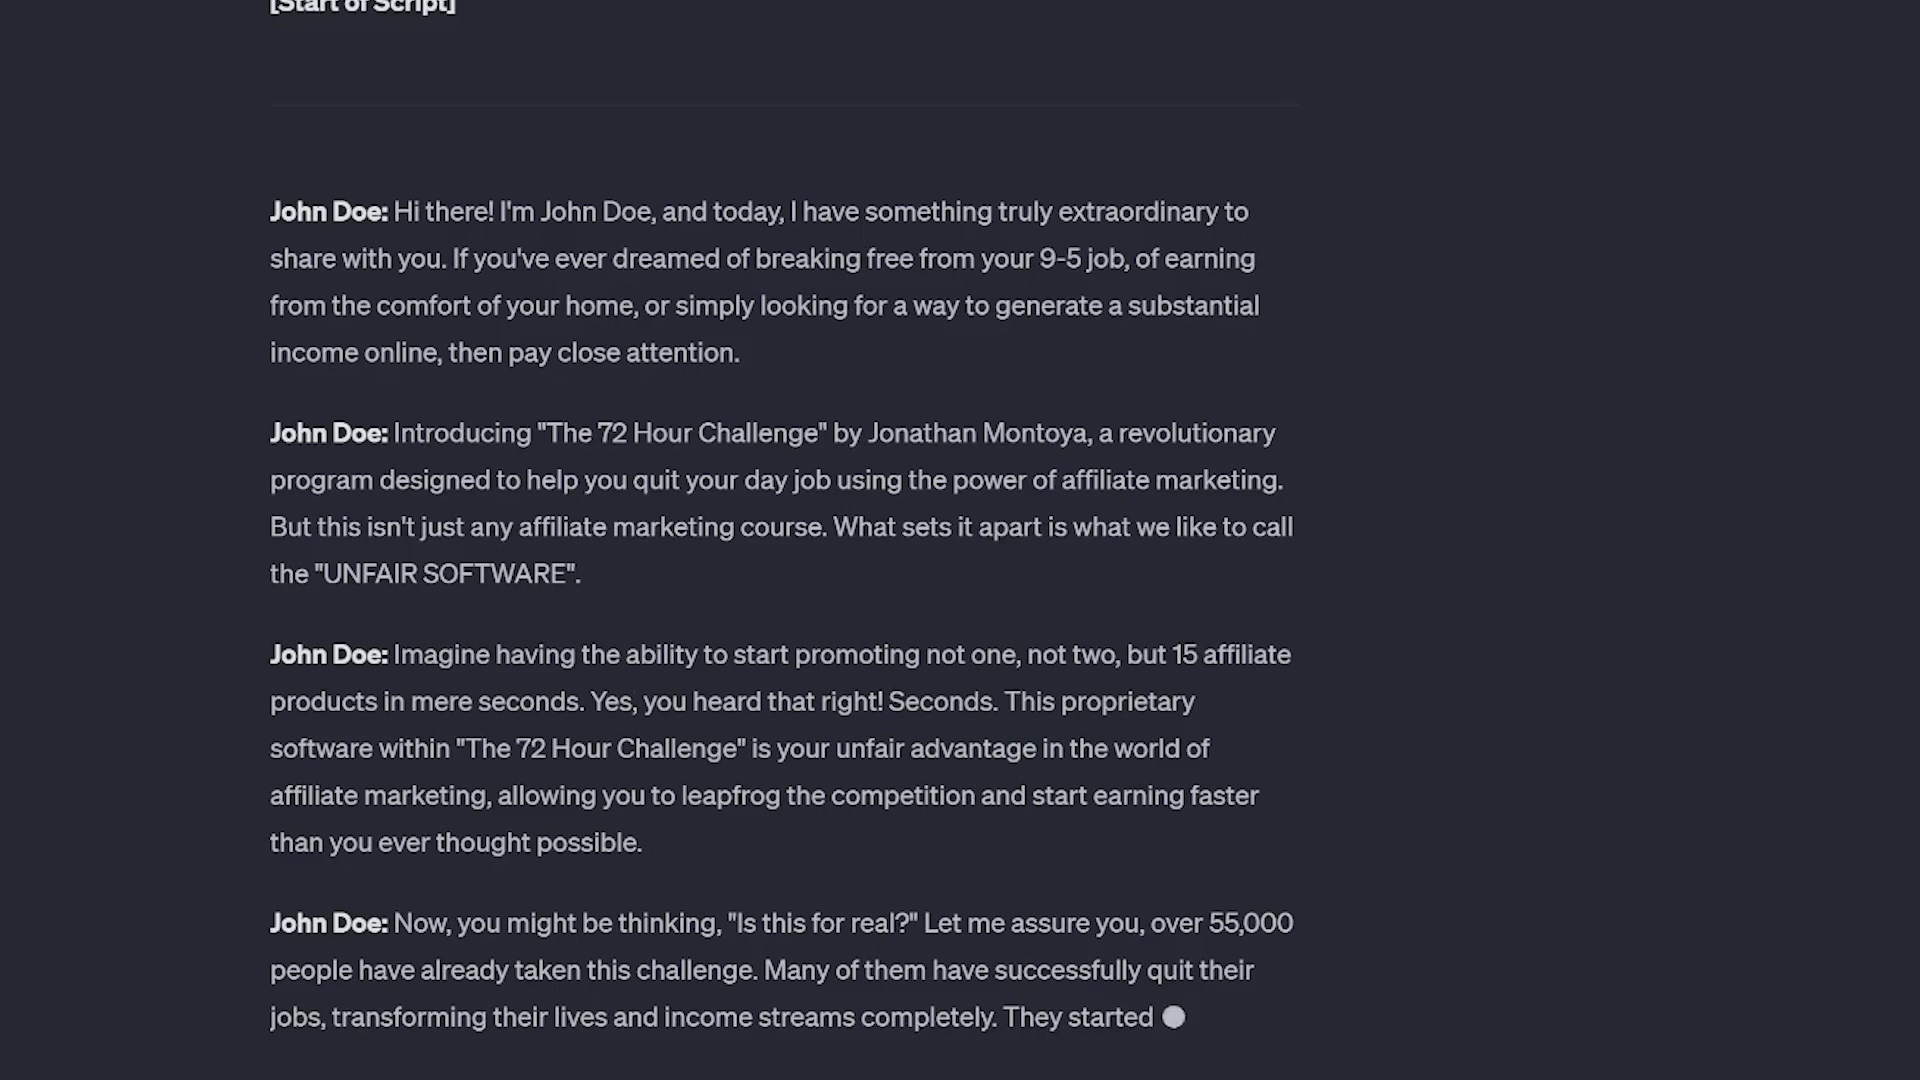 [Start of Script]
John Doe: Hi there! I'm John Doe, and today, I have something truly extraordinary to
share with you. If you've ever dreamed of breaking free from your 9-5 job, of earning
from the comfort of your home, or simply looking for a way to generate a substantial
income online, then pay close attention.
John Doe: Introducing "The 72 Hour Challenge" by Jonathan Montoya, a revolutionary
program designed to help you quit your day job using the power of affiliate marketing.
But this isn't just any affiliate marketing course. What sets it apart is what we like to call
the "UNFAIR SOFTWARE".
John Doe: Imagine having the ability to start promoting not one, not two, but 15 affiliate
products in mere seconds. Yes, you heard that right! Seconds. This proprietary
software within "The 72 Hour Challenge" is your unfair advantage in the world of
affiliate marketing, allowing you to leapfrog the competition and start earning faster
than you ever thought possible.
John Doe: Now, you might be thinking, "Is this for real?" Let me assure you, over 55,000
people have already taken this challenge. Many of them have successfully quit their
jobs, transforming their lives and income streams completely. They started